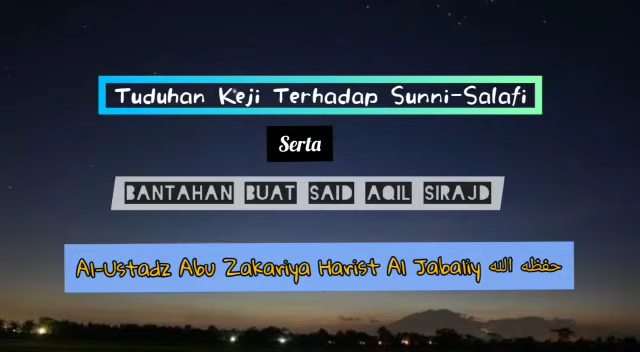 Tuduhan Keji Terhadap Sunni-Salafi
Serta
BANTAHAN BUAT SAID AQIL SIRAJD
Al-Ustadz Abu Zakariya Harist Al Jabaliy حفظه الله